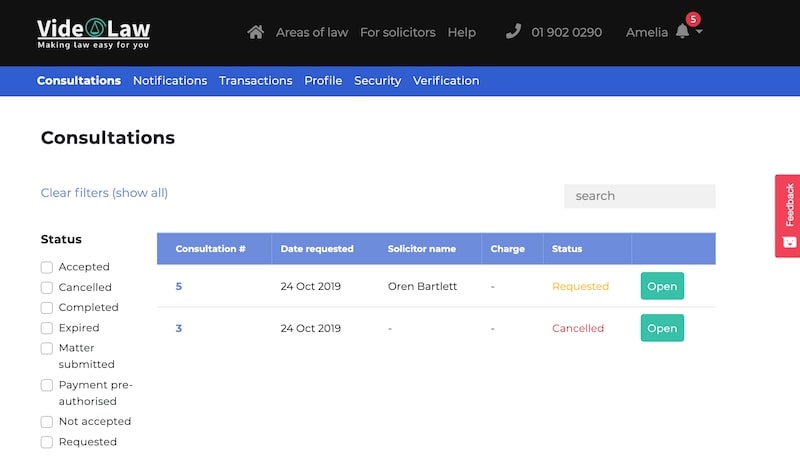 Vide Law
Making law easy for you
Areas of law For solicitors Help 01 902 0290 Amelia 5
Consultations Notifications Transactions Profile Security Verification
Consultations
Clear filters (show all)
search
Feedback
Status
Accepted
Cancelled
Completed
Expired
Matter
submitted
Payment pre-
authorised
Not accepted
Requested
Consultation # Date requested Solicitor name Charge Status
5 24 Oct 2019 Oren Bartlett - Requested Open
3 24 Oct 2019 - - Cancelled Open